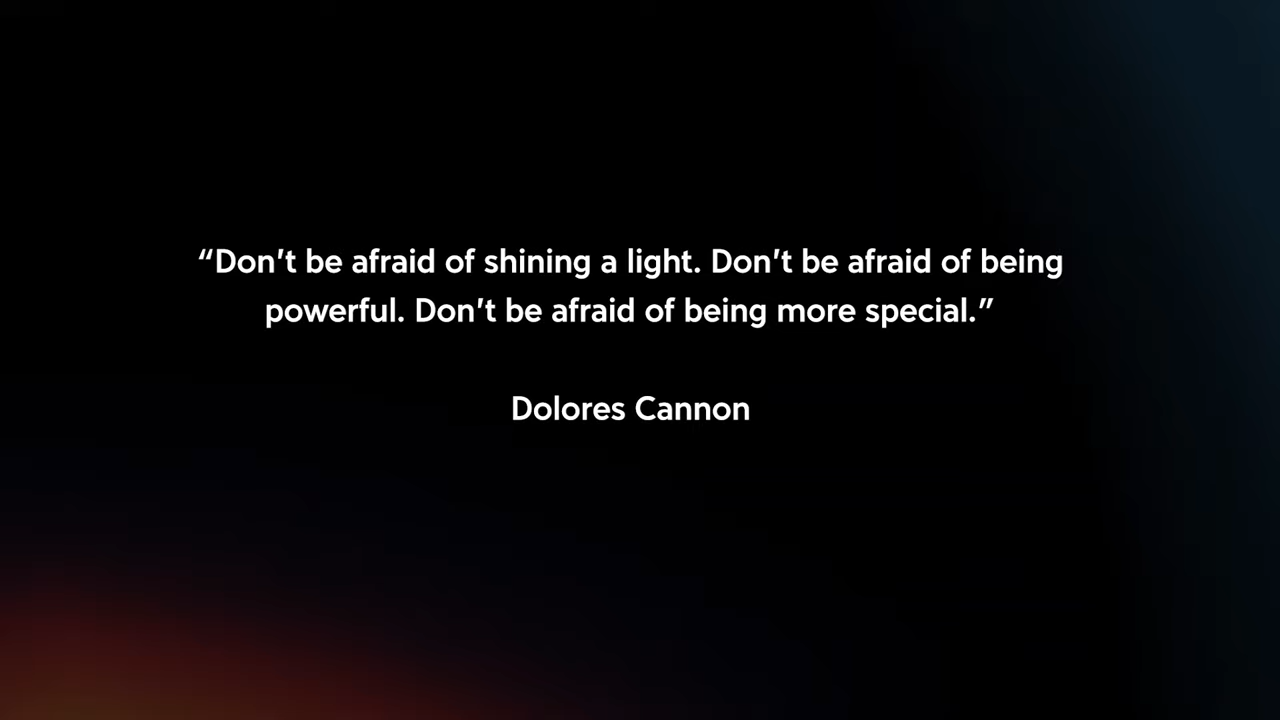 “Don't be afraid of shining a light. Don't be afraid of being
powerful. Don't be afraid of being more special.”
Dolores Cannon